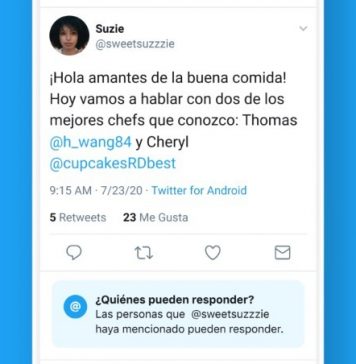 Suzie
@sweetsuzzzie
¡Hola amantes de la buena comida!
Hoy vamos a hablar con dos de los
mejores chefs que conozco: Thomas
@h_wang84 y Cheryl
@cupcakesRDbest
9:15 AM · 7/23/20 · Twitter for Android
5 Retweets 23 Me Gusta
@
¿Quiénes pueden responder?
Las personas que @sweetsuzzzie
haya mencionado pueden responder.